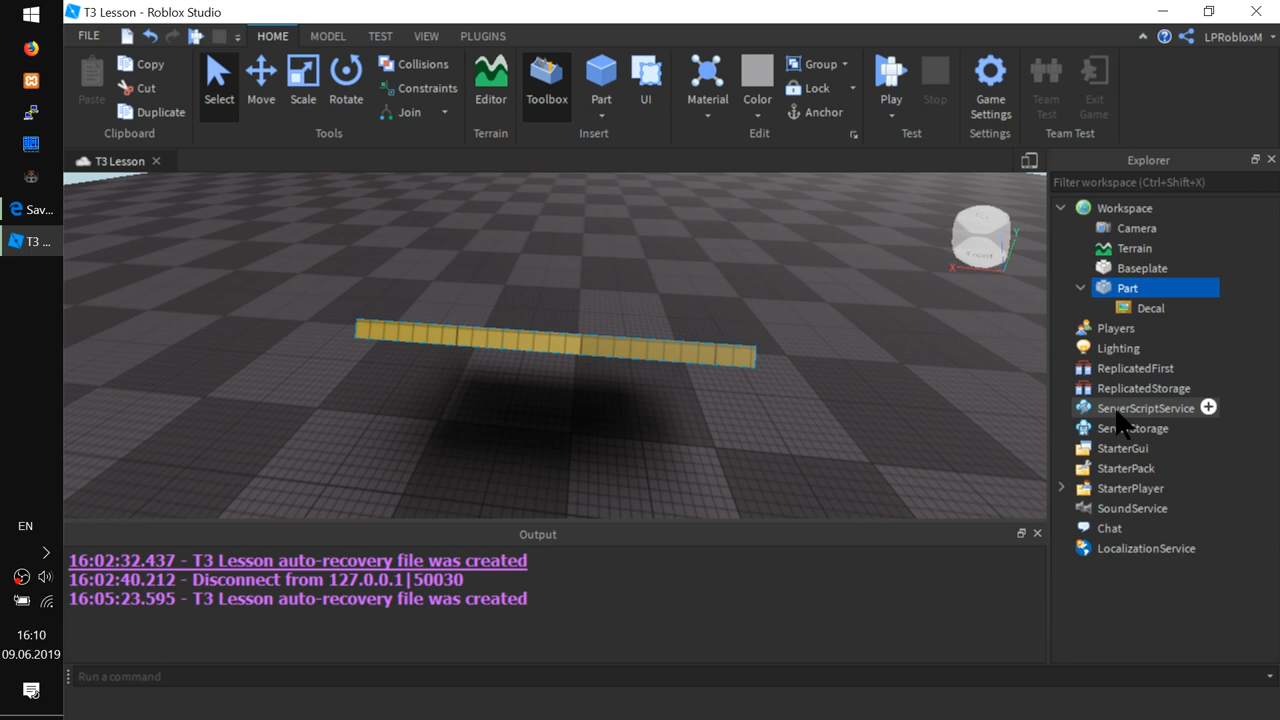 T3 Lesson - Roblox Studio
FILE
HOME
MODEL
TEST
VIEW
PLUGINS
LPRobloxM
Paste
Copy
Cut
Duplicate
Clipboard
Select
Move
Scale
Rotate
Collisions
Constraints
Join
Tools
Editor
Terrain
Toolbox
Part
UI
Insert
Material
Color
Group
Lock
Anchor
Edit
Play
Stop
Test
Game
Settings
Settings
Team
Test
Exit
Game
Team Test
T3 Lesson
Explorer
Filter workspace (Ctrl+Shift+X)
Workspace
Camera
Terrain
Baseplate
Part
Decal
Players
Lighting
ReplicatedFirst
ReplicatedStorage
ServerScriptService
StarterGui
StarterPack
StarterPlayer
SoundService
Chat
LocalizationService
Y
X
Output
16:02:32.437 - T3 Lesson auto-recovery file was created
16:02:40.212 - Disconnect from 127.0.0.1|50030
16:05:23.595 - T3 Lesson auto-recovery file was created
Run a command
Sav...
T3 ...
EN
16:10
09.06.2019